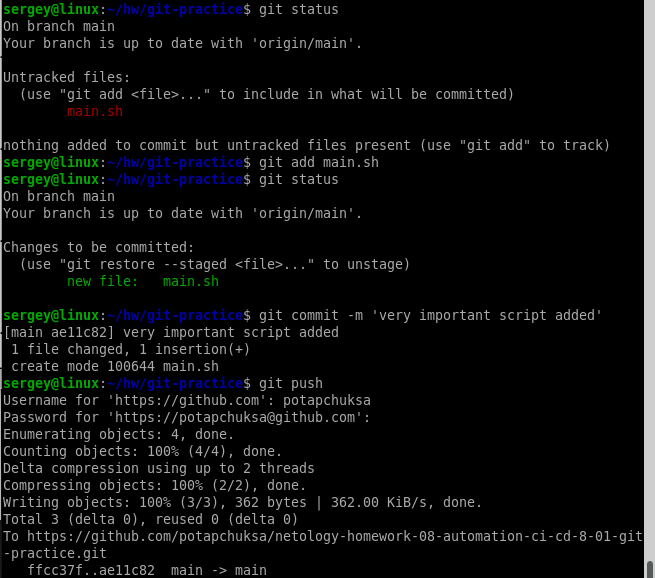 sergey@linux:~/hw/git-practice$ git status
On branch main
Your branch is up to date with 'origin/main'.
Untracked files:
  (use "git add <file>..." to include in what will be committed)
        main.sh
nothing added to commit but untracked files present (use "git add" to track)
sergey@linux:~/hw/git-practice$ git add main.sh
sergey@linux:~/hw/git-practice$ git status
On branch main
Your branch is up to date with 'origin/main'.
Changes to be committed:
  (use "git restore --staged <file>..." to unstage)
        new file:   main.sh
sergey@linux:~/hw/git-practice$ git commit -m 'very important script added'
[main ae11c82] very important script added
 1 file changed, 1 insertion(+)
 create mode 100644 main.sh
sergey@linux:~/hw/git-practice$ git push
Username for 'https://github.com': potapchuksa
Password for 'https://potapchuksa@github.com':
Enumerating objects: 4, done.
Counting objects: 100% (4/4), done.
Delta compression using up to 2 threads
Compressing objects: 100% (2/2), done.
Writing objects: 100% (3/3), 362 bytes | 362.00 KiB/s, done.
Total 3 (delta 0), reused 0 (delta 0)
To https://github.com/potapchuksa/netology-homework-08-automation-ci-cd-8-01-git
-practice.git
   ffcc37f..ae11c82  main -> main